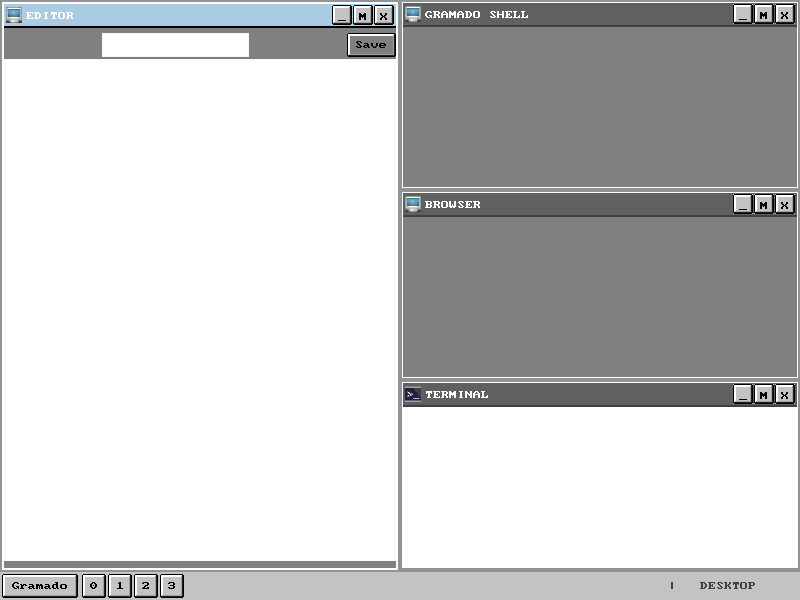 EDITOR
_ M X
Save
GRAMADO SHELL
_ M X
BROWSER
_ M X
>_ TERMINAL
_ M X
Gramado 0 1 2 3
| DESKTOP